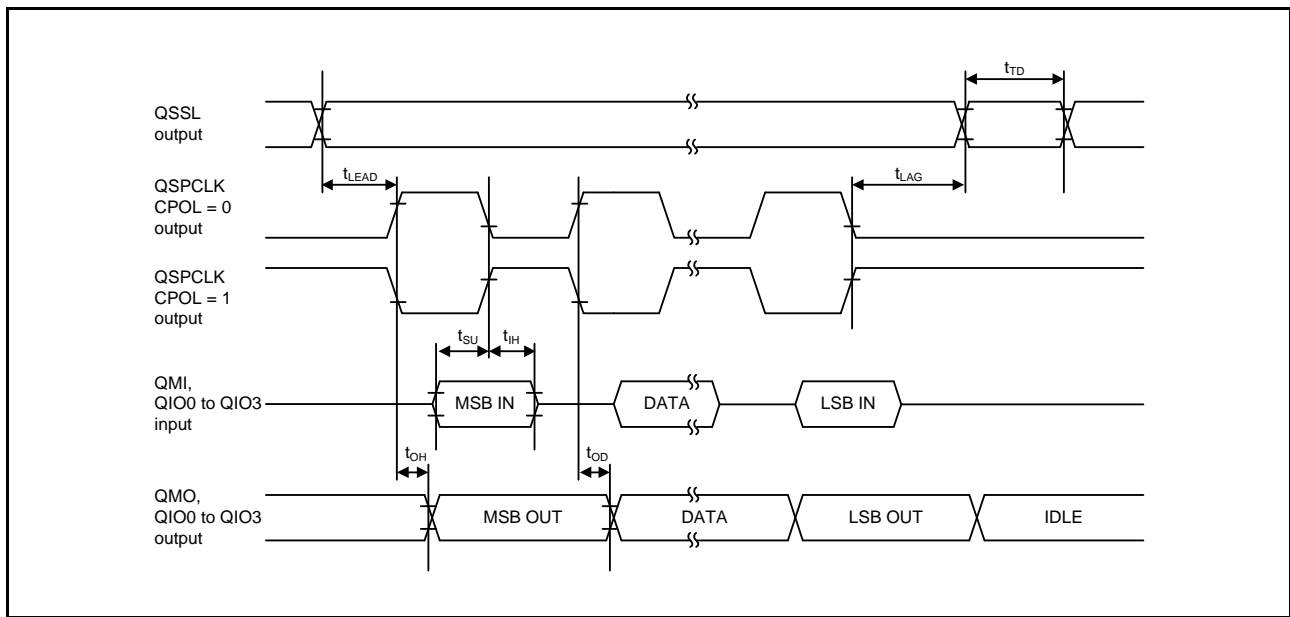 tTD
QSSL
output
tLEAD
tLAG
QSPCLK
CPOL = 0
output
QSPCLK
CPOL = 1
output
tSU
tIH
QMI,
QIO0 to QIO3
input
MSB IN
DATA
LSB IN
tOH
tOD
QMO,
QIO0 to QIO3
output
MSB OUT
DATA
LSB OUT
IDLE